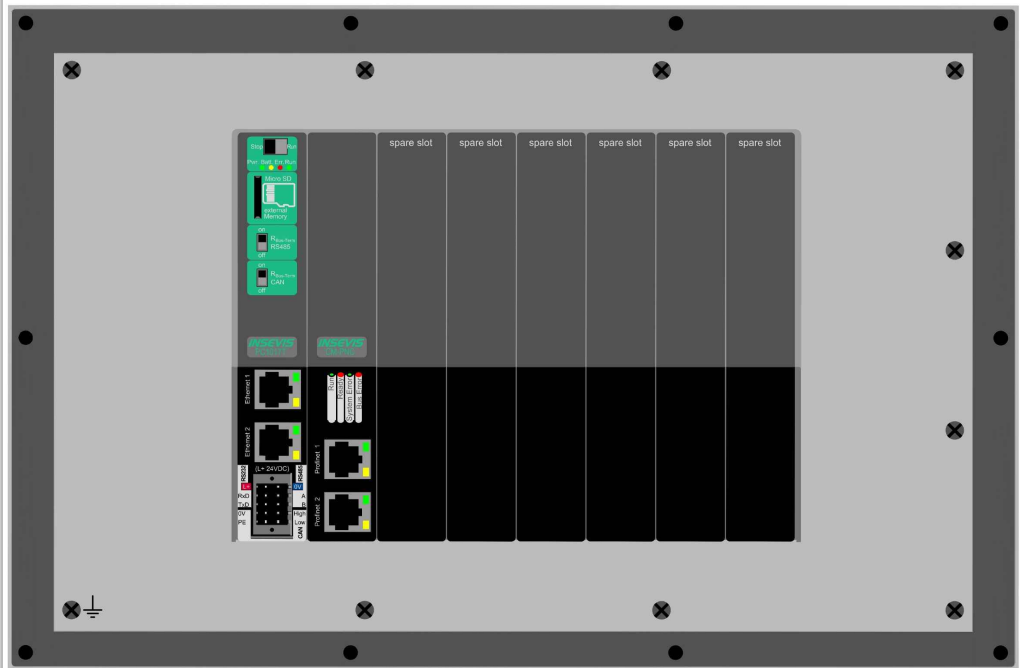 Stop Run
Pwr Batt Err. Run
Micro SD
external
Memory
on
RBus-Term
RS485
off
on
RBus-Term
CAN
off
INSEVIS
INSEVIS
spare slot
spare slot
spare slot
spare slot
spare slot
spare slot
Ethernet 1
Ethernet 2
RS232
(L+ 24VDC)
RS485
L+
0V
RxD
A
TxD
B
0V
High
PE
Low
CAN
Run
Ready
System Error
Bus Error
Profinet 1
Profinet 2